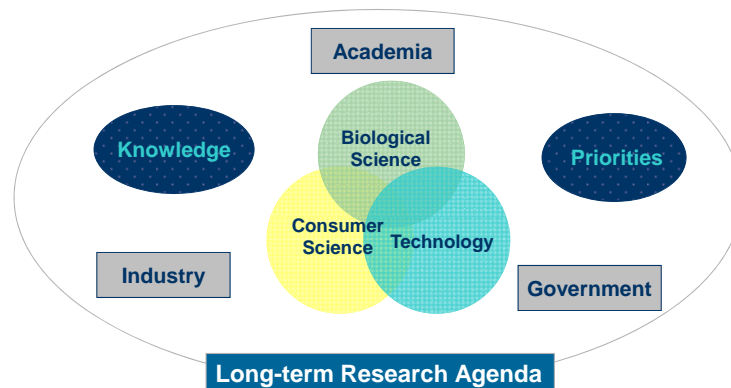 Academia
Knowledge
Biological
Science
Priorities
Consumer
Science
Technology
Industry
Government
Long-term Research Agenda